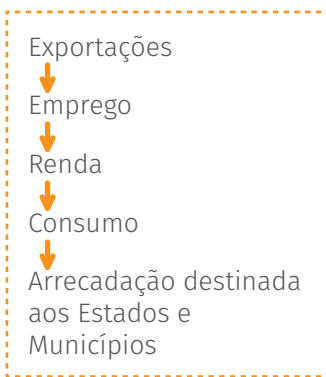 Exportações
Emprego
Renda
Consumo
Arrecadação destinada
aos Estados e
Municípios